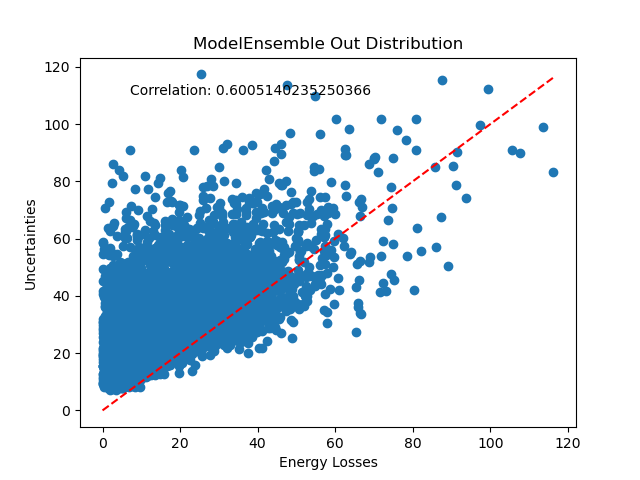 ModelEnsemble Out Distribution
Correlation: 0.6005140235250366
120
100
80
60
40
20
0
Uncertainties
0 20 40 60 80 100 120
Energy Losses